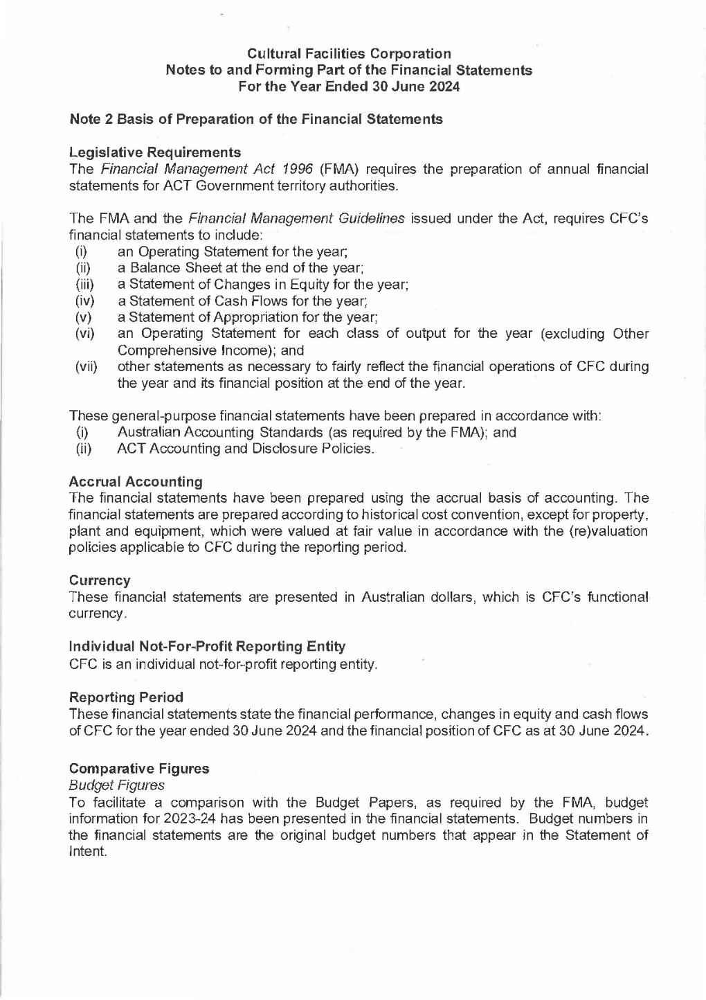 Cultural Facilities Corporation
Notes to and Forming Part of the Financial Statements
For the Year Ended 30 June 2024
Note 2 Basis of Preparation of the Financial Statements
Legislative Requirements
The Financial Management Act 1996 (FMA) requires the preparation of annual financial
statements for ACT Government territory authorities.
The FMA and the Financial Management Guidelines issued under the Act, requires CFC's
financial statements to include:
(i) an Operating Statement for the year;
(ii) a Balance Sheet at the end of the year;
(iii) a Statement of Changes in Equity for the year;
(iv) a Statement of Cash Flows for the year;
(v) a Statement of Appropriation for the year;
(vi) an Operating Statement for each class of output for the year (excluding Other
Comprehensive Income); and
(vii) other statements as necessary to fairly reflect the financial operations of CFC during
the year and its financial position at the end of the year.
These general-purpose financial statements have been prepared in accordance with:
(i) Australian Accounting Standards (as required by the FMA); and
(ii) ACT Accounting and Disclosure Policies.
Accrual Accounting
The financial statements have been prepared using the accrual basis of accounting. The
financial statements are prepared according to historical cost convention, except for property,
plant and equipment, which were valued at fair value in accordance with the (re)valuation
policies applicable to CFC during the reporting period.
Currency
These financial statements are presented in Australian dollars, which is CFC's functional
currency.
Individual Not-For-Profit Reporting Entity
CFC is an individual not-for-profit reporting entity.
Reporting Period
These financial statements state the financial performance, changes in equity and cash flows
of CFC for the year ended 30 June 2024 and the financial position of CFC as at 30 June 2024.
Comparative Figures
Budget Figures
To facilitate a comparison with the Budget Papers, as required by the FMA, budget
information for 2023-24 has been presented in the financial statements. Budget numbers in
the financial statements are the original budget numbers that appear in the Statement of
Intent.